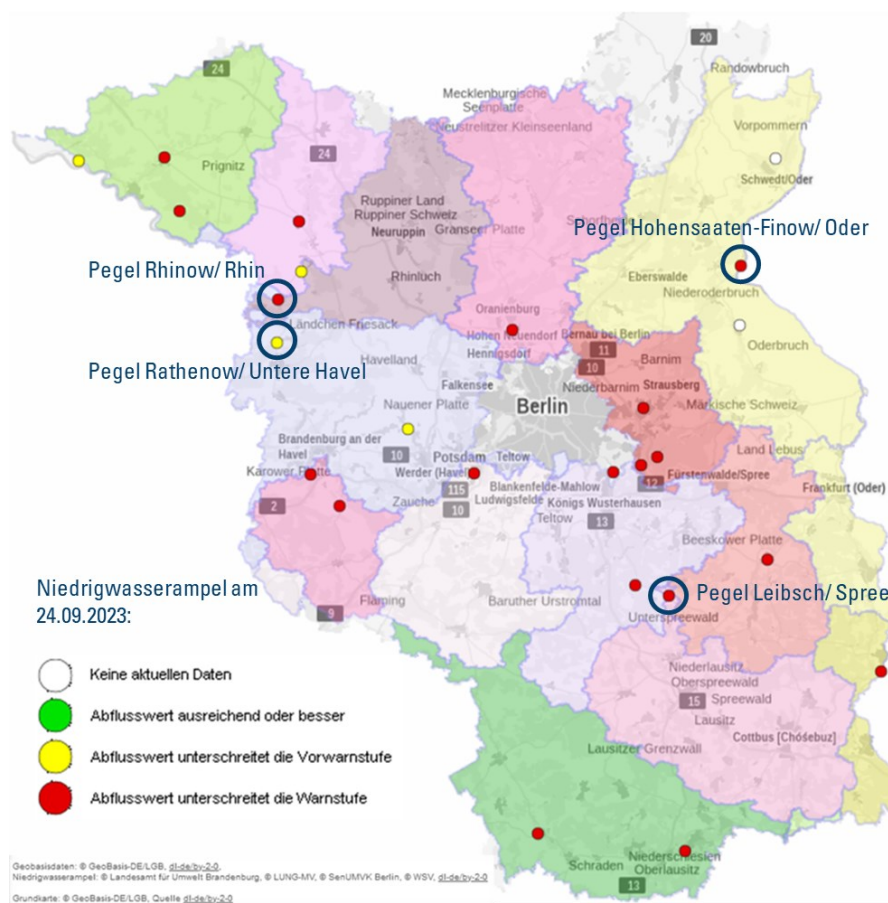 20
Randowbruch
24
Mecklenburgische
Seenplatte
Neustrelitzer Kleinseenland
Vorpommern
Prignitz
24
Schwedt/Oder
Ruppiner Land
Ruppiner Schweiz
Neuruppin
Granseer Platte
Schorfheide
Pegel Hohensaaten-Finow/ Oder
Pegel Rhinow/ Rhin
Rhinluch
Eberswalde
Niederoderbruch
Oranienburg
Ländchen Friesack
Hohen Neuendorf
Bernau bei Berlin
Oderbruch
Hennigsdorf
11
10
Barnim
Pegel Rathenow/ Untere Havel
Havelland
Falkensee
Niederbarnim
Strausberg
Nauener Platte
Berlin
Märkische Schweiz
Brandenburg an der
Havel
10
Potsdam
Teltow
Land Lebus
Karower Platte
Werder (Havel)
Blankenfelde-Mahlow
12
Fürstenwalde/Spree
Frankfurt (Oder)
2
Zauche
115
Ludwigsfelde
Königs Wusterhausen
10
Teltow
13
Beeskower Platte
Niedrigwasserampel am
24.09.2023:
9
Fläming
Baruther Urstromtal
Pegel Leibsch/ Spree
Unterspreewald
Keine aktuellen Daten
Abflusswert ausreichend oder besser
Abflusswert unterschreitet die Vorwarnstufe
Abflusswert unterschreitet die Warnstufe
Niederlausitz
Oberspreewald
15
Spreewald
Lausitz
Cottbus [Chóśebuz]
Lausitzer Grenzwall
Schraden
Niederschlesien
Oberlausitz
13
Geobasisdaten: © GeoBasis-DE/LGB, dl-de/by-2-0,
Niedrigwasserampel: © Landesamt für Umwelt Brandenburg, © LUNG-MV, © SenUMVK Berlin, © WSV, dl-de/by-2-0
Grundkarte: © GeoBasis-DE/LGB, Quelle dl-de/by-2-0